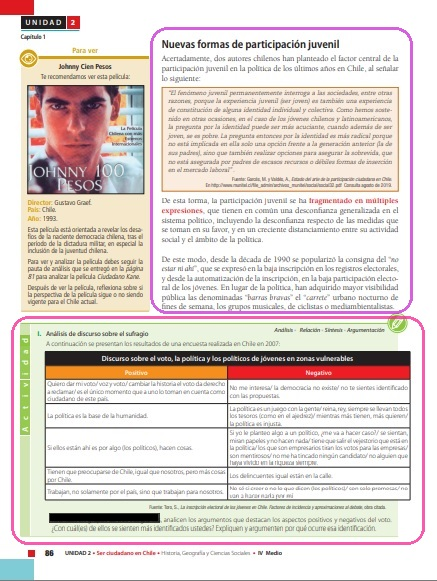 UNIDAD 2
Capítulo 1
Para ver
Johnny Cien Pesos
Te recomendamos ver esta película:
La Película
Chilena con más
Premios
Internacionales
JOHNNY 100
PESOS
Director: Gustavo Graef.
País: Chile.
Año: 1993.
Esta película está orientada a revelar los desa-
fíos de la naciente democracia chilena, tras el
período de la dictadura militar, en especial la
inclusión de la juventud chilena.
Para ver y analizar la película debes seguir la
pauta de análisis que se entregó en la página
81 para analizar la película Ciudadano Kane.
Después de ver la película, reflexiona sobre si
la perspectiva de la película sigue o no siendo
vigente para el Chile actual.
Nuevas formas de participación juvenil
Acertadamente, dos autores chilenos han planteado el factor central de la
participación juvenil en la política de los últimos años en Chile, al señalar
lo siguiente:
"El fenómeno juvenil permanentemente interroga a las sociedades, entre otras
razones, porque la experiencia juvenil (ser joven) es también una experiencia
de constitución de alguna identidad individual y colectiva. Como hemos soste-
nido en otras ocasiones, en el caso de los jóvenes chilenos y latinoamericanos,
la pregunta por la identidad puede ser más acuciante, cuando además de ser
joven, se es pobre. La pregunta entonces por la identidad es más radical porque
no está implicada en ella solo una opción frente a la generación anterior (la de
sus padres), sino que también realizar opciones para asegurar la sobrevida, que
no está asegurada por padres de escasos recursos o débiles formas de inserción
en el mercado laboral".
Fuente: Garcés, M. y Valdés, A., Estado del arte de la participación ciudadana en Chile.
De esta forma, la participación juvenil se ha fragmentado en múltiples
expresiones, que tienen en común una desconfianza generalizada en el
sistema político, incluyendo la desconfianza respecto de las medidas que
se toman en su favor, y en un creciente distanciamiento entre su actividad
social y el ámbito de la política.
De este modo, desde la década de 1990 se popularizó la consigna del "no
estar ni ahí", que se expresó en la baja inscripción en los registros electorales,
y desde la automatización de la inscripción, en la baja participación electo-
ral de los jóvenes. En lugar de la política, han adquirido mayor visibilidad
pública las denominadas "barras bravas" el "carrete" urbano nocturno de
fines de semana, los grupos musicales, de ciclistas o mediambientalistas.
Actividad
Análisis - Relación - Síntesis - Argumentación
I. Análisis de discurso sobre el sufragio
A continuación se presentan los resultados de una encuesta realizada en Chile en 2007:
Discurso sobre el voto, la política y los políticos de jóvenes en zonas vulnerables
Positivo Negativo
Quiero dar mi voto/ voz y voto/ cambiar la historia el voto da derecho
a reclamar/ es el único momento que a uno lo toman en cuenta como
ciudadano de este país.
No me interesa/ la democracia no existe/ no te sientes identificado
con las propuestas.
La política es la base de la humanidad.
La política es un juego con la gente/ reina, rey, siempre se llevan todos
los tesoros (como en el ajedrez)/ mientras más tienen, más quieren/
la política es injusta.
Si ellos están ahí es por algo (los políticos), hacen cosas.
Si yo le planteo algo a un político, ¿me va a hacer caso?/ se sientan,
miran papeles y no hacen nada/ tiene que salir el vejestorio que está en
la política/ los que son empresarios tiran los votos para las empresas/
son mentirosos/ no me ha tincado ningún candidato/ no alguien que
haya vivido en la riqueza siempre.
Tienen que preocuparse de Chile, igual que nosotros, pero más cosas
por Chile.
Los delincuentes están igual en la calle.
Trabajan, no solamente por el país, sino que trabajan para nosotros.
No sé si creer o no lo que dicen (los políticos)/ son solo promesas/ no
van a hacer nada por mí.
Fuente: Toro, S., La inscripción electoral de los jóvenes en Chile. Factores de incidencia y aproximaciones al debate, obra citada.
, analicen los argumentos que destacan los aspectos positivos y negativos del voto.
¿Con cuál(es) de ellos se sienten más identificados ustedes? Expliquen y argumenten por qué ocurre esa identificación.
86 UNIDAD 2 • Ser ciudadano en Chile • Historia, Geografía y Ciencias Sociales • IV Medio